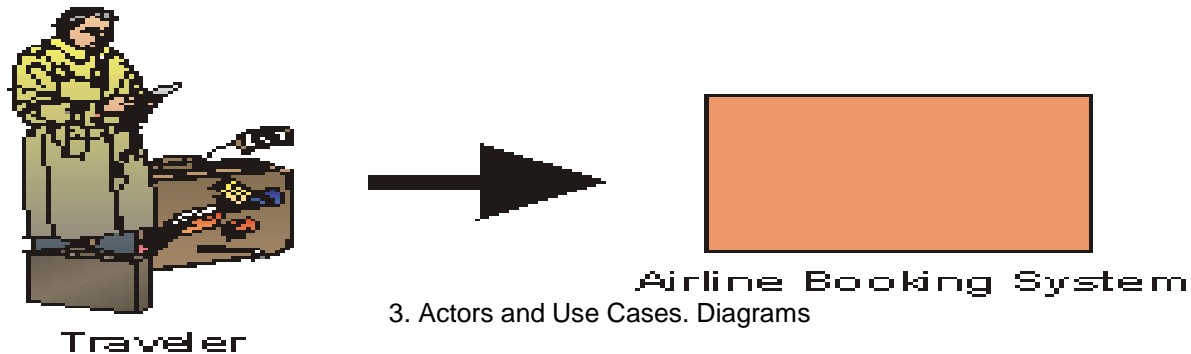 Airline Booking System
3. Actors and Use Cases. Diagrams
Traveler